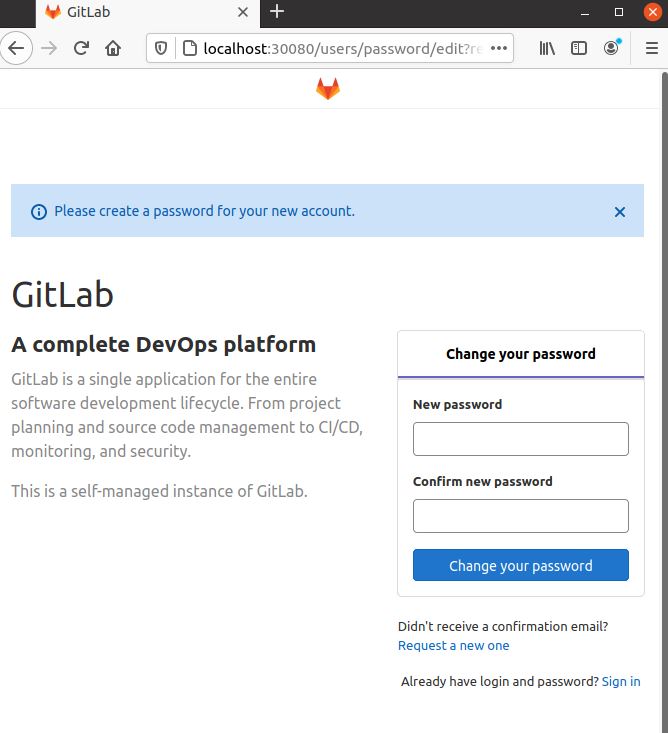 GitLab
localhost:30080/users/password/edit?re
Please create a password for your new account.
GitLab
A complete DevOps platform
GitLab is a single application for the entire
software development lifecycle. From project
planning and source code management to CI/CD,
monitoring, and security.
This is a self-managed instance of GitLab.
Change your password
New password
Confirm new password
Change your password
Didn't receive a confirmation email?
Request a new one
Already have login and password? Sign in